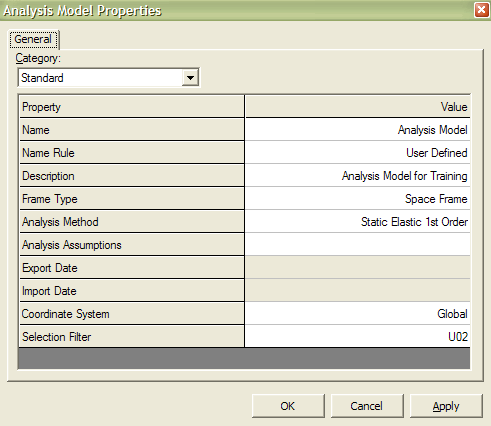 Analysis Model Properties
General
Category:
Standard
Property Value
Name Analysis Model
Name Rule User Defined
Description Analysis Model for Training
Frame Type Space Frame
Analysis Method Static Elastic 1st Order
Analysis Assumptions
Export Date
Import Date
Coordinate System Global
Selection Filter U02
OK Cancel Apply